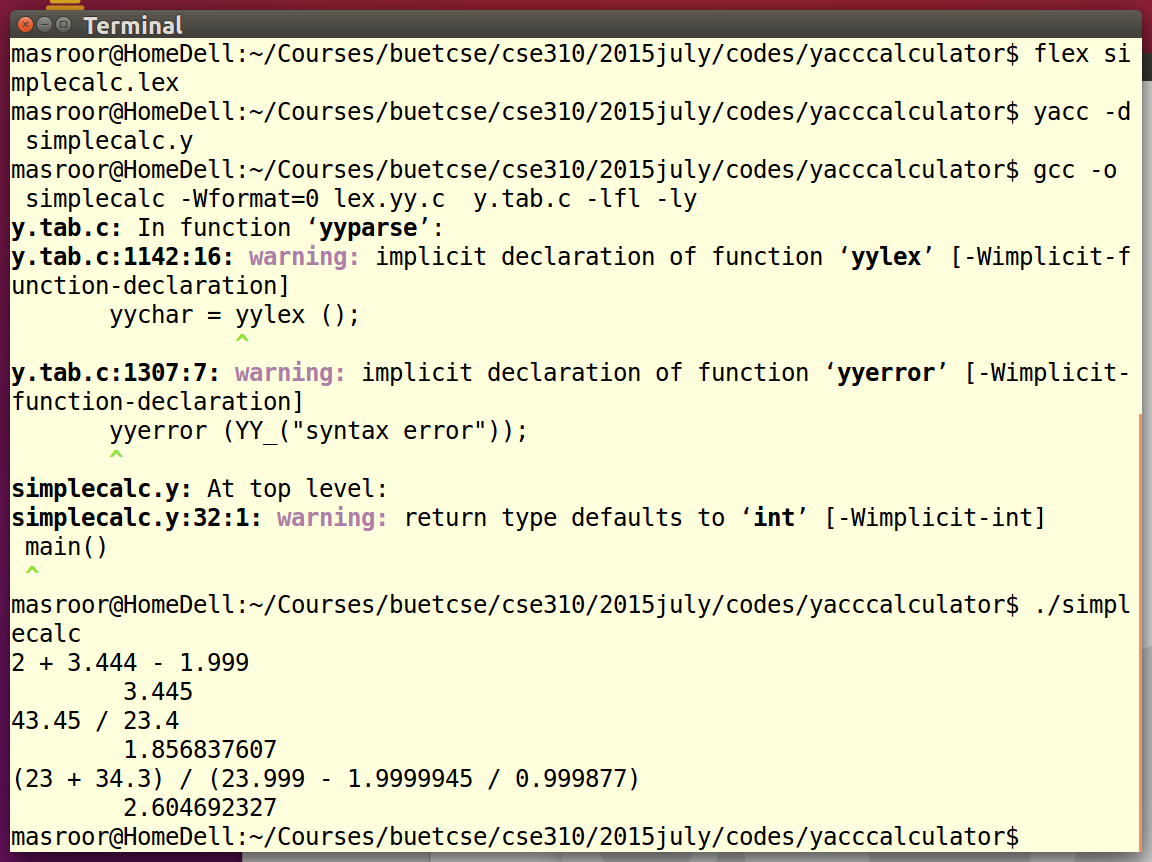 Terminal
masroor@HomeDell:~/Courses/buetcse/cse310/2015july/codes/yacccalculator$ flex si
mplecalc.lex
masroor@HomeDell:~/Courses/buetcse/cse310/2015july/codes/yacccalculator$ yacc -d
 simplecalc.y
masroor@HomeDell:~/Courses/buetcse/cse310/2015july/codes/yacccalculator$ gcc -o
 simplecalc -Wformat=0 lex.yy.c  y.tab.c -lfl -ly
y.tab.c: In function ‘yyparse’:
y.tab.c:1142:16: warning: implicit declaration of function ‘yylex’ [-Wimplicit-f
unction-declaration]
       yychar = yylex ();
                ^
y.tab.c:1307:7: warning: implicit declaration of function ‘yyerror’ [-Wimplicit-
function-declaration]
       yyerror (YY_("syntax error"));
       ^
simplecalc.y: At top level:
simplecalc.y:32:1: warning: return type defaults to ‘int’ [-Wimplicit-int]
 main()
 ^
masroor@HomeDell:~/Courses/buetcse/cse310/2015july/codes/yacccalculator$ ./simpl
ecalc
2 + 3.444 - 1.999
        3.445
43.45 / 23.4
        1.856837607
(23 + 34.3) / (23.999 - 1.9999945 / 0.999877)
        2.604692327
masroor@HomeDell:~/Courses/buetcse/cse310/2015july/codes/yacccalculator$